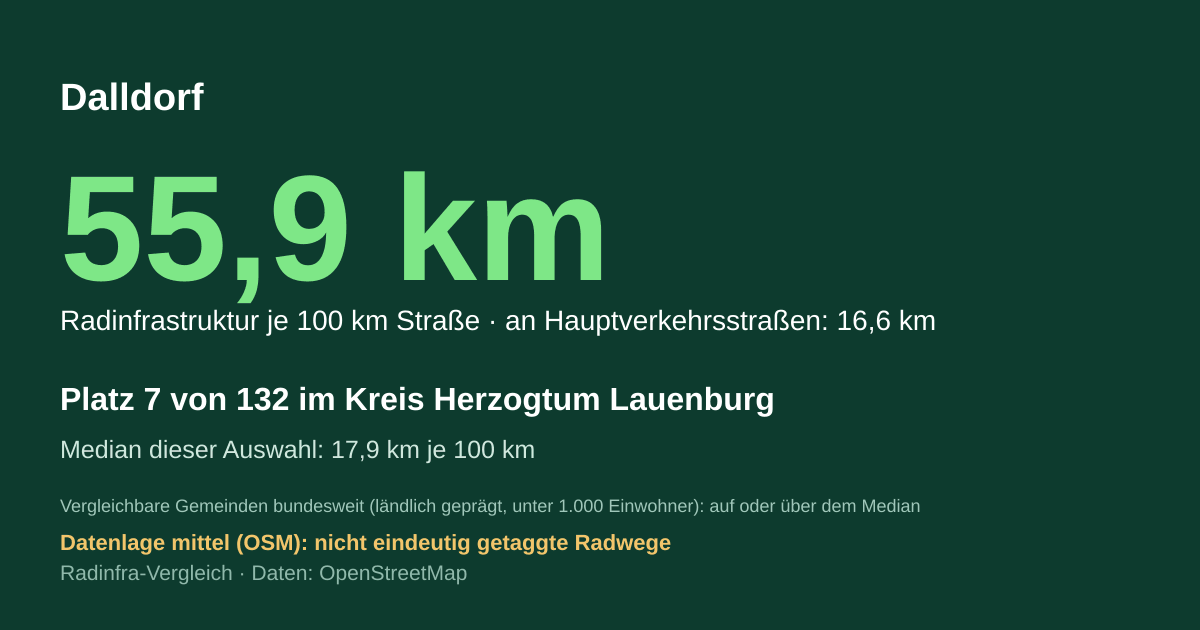 Dalldorf
55,9 km
Radinfrastruktur je 100 km Straße · an Hauptverkehrsstraßen: 16,6 km
Platz 7 von 132 im Kreis Herzogtum Lauenburg
Median dieser Auswahl: 17,9 km je 100 km
Vergleichbare Gemeinden bundesweit (ländlich geprägt, unter 1.000 Einwohner): auf oder über dem Median
Datenlage mittel (OSM): nicht eindeutig getaggte Radwege
Radinfra-Vergleich · Daten: OpenStreetMap